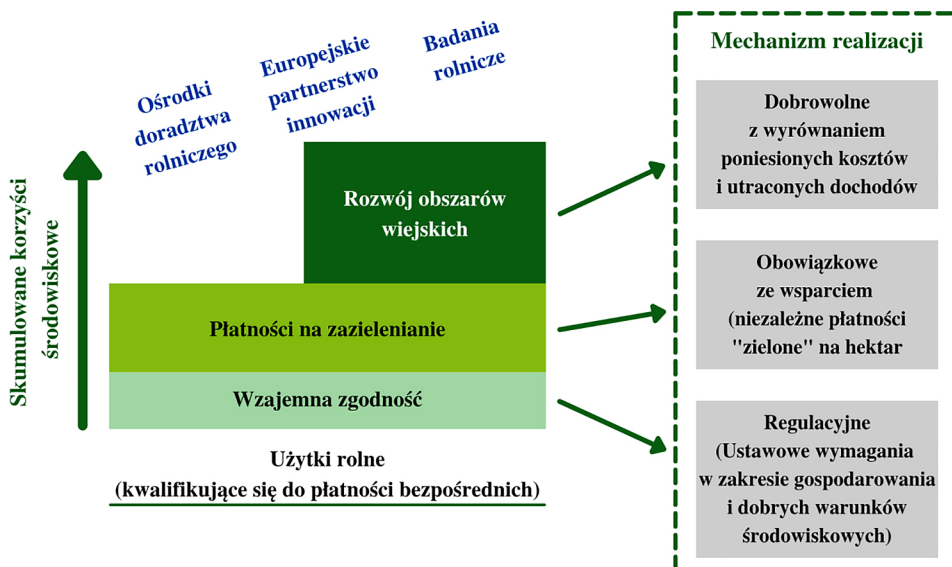 Ośrodki
doradztwa
rolniczego
Europejskie
partnerstwo
innowacji
Badania
rolnicze
Skumulowane korzyści
środowiskowe
Rozwój obszarów
wiejskich
Płatności na zazielenianie
Wzajemna zgodność
Użytki rolne
(kwalifikujące się do płatności bezpośrednich)
Mechanizm realizacji
Dobrowolne
z wyrównaniem
poniesionych kosztów
i utraconych dochodów
Obowiązkowe
ze wsparciem
(niezależne płatności
"zielone" na hektar
Regulacyjne
(Ustawowe wymagania
w zakresie gospodarowania
i dobrych warunków
środowiskowych)